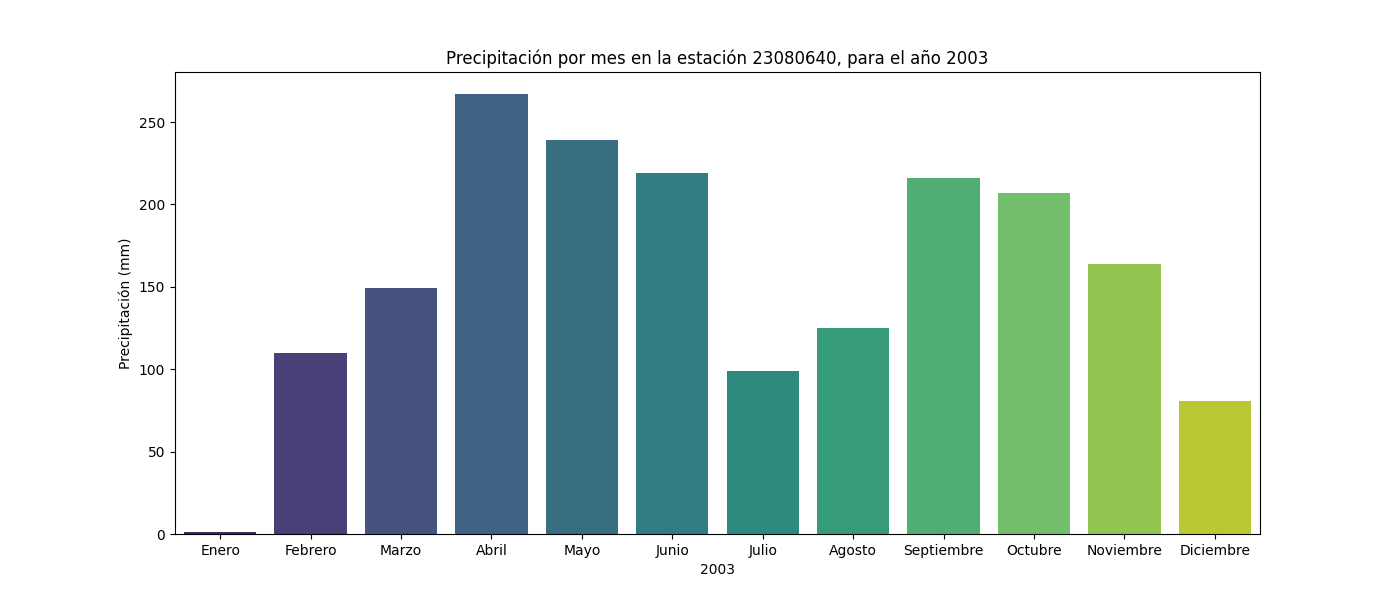 Precipitación por mes en la estación 23080640, para el año 2003
Precipitación (mm)
250
200
150
100
50
0
Enero Febrero Marzo Abril Mayo Junio Julio Agosto Septiembre Octubre Noviembre Diciembre
2003